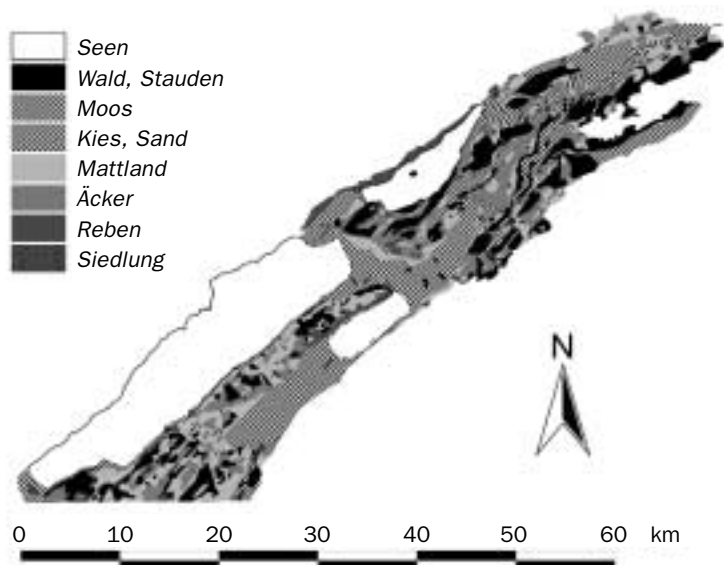 Seen
Wald, Stauden
Moos
Kies, Sand
Mattland
Äcker
Reben
Siedlung
N
0 10 20 30 40 50 60 km